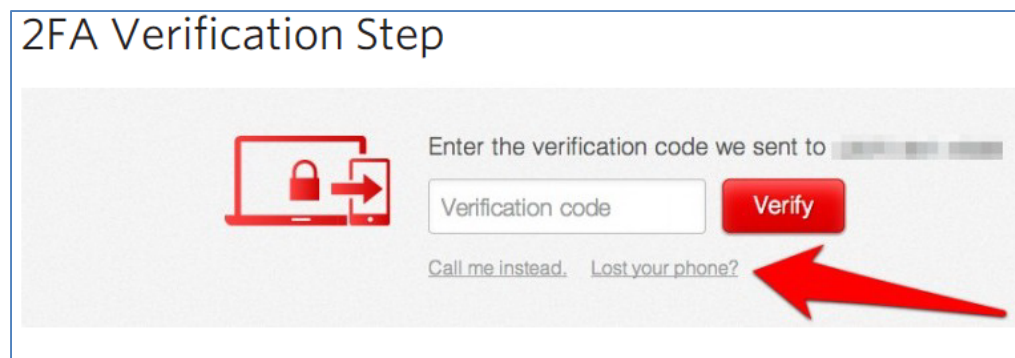 2FA Verification Step
Enter the verification code we sent to
Verification code
Verify
Call me instead. Lost your phone?